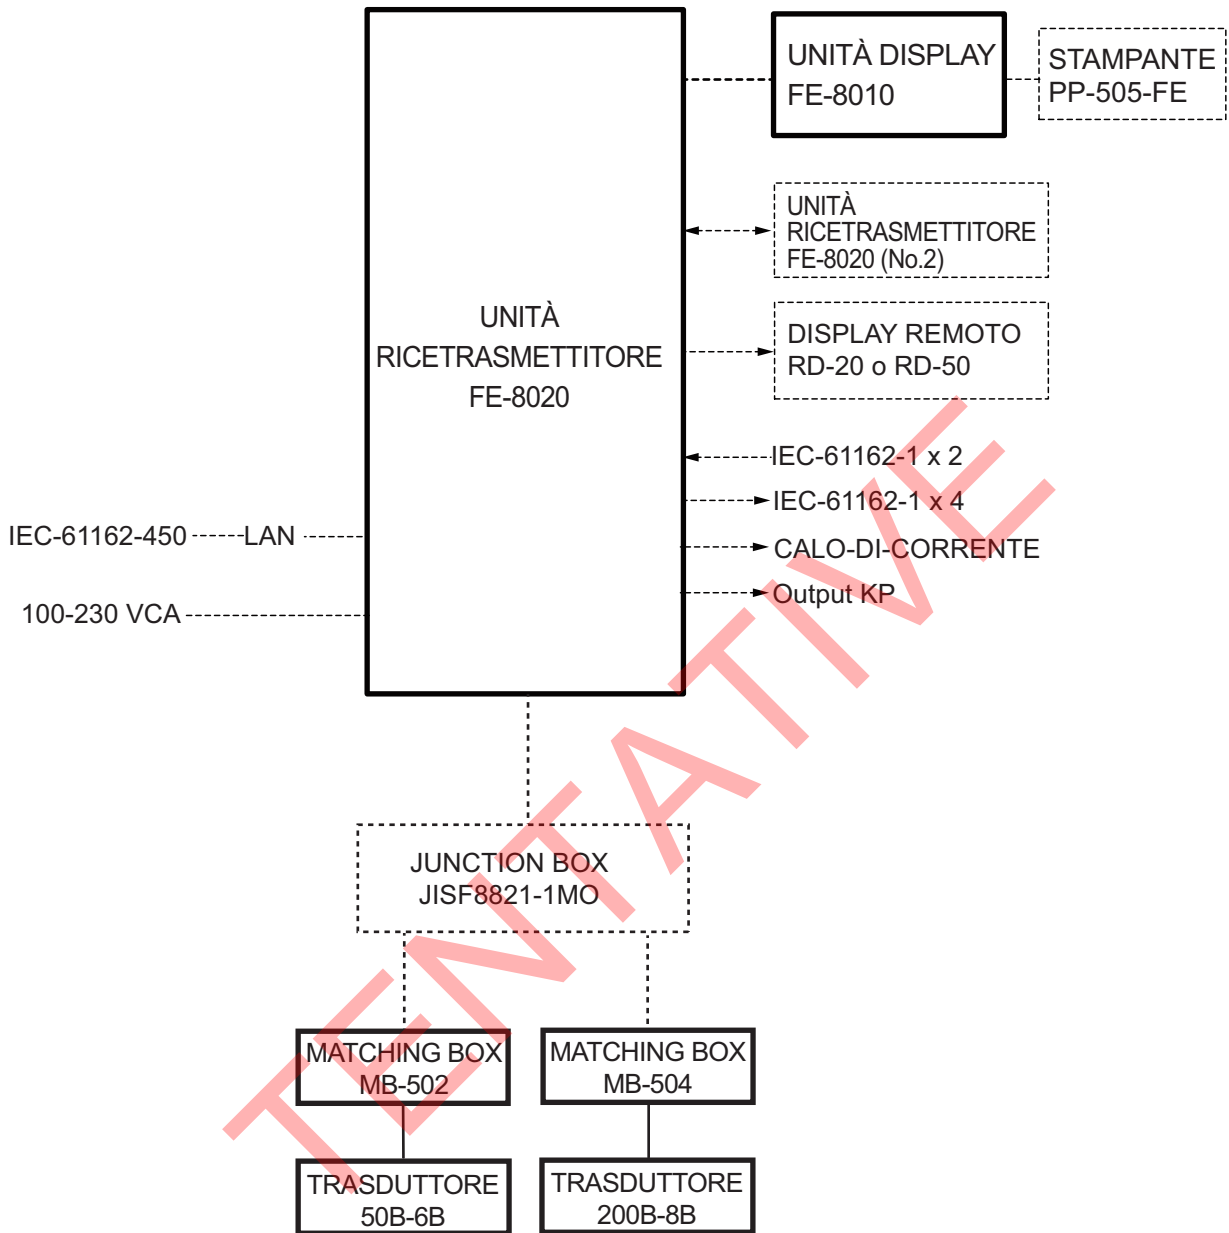 UNITÀ DISPLAY
FE-8010
STAMPANTE
PP-505-FE
UNITÀ
RICETRASMETTITORE
FE-8020 (No.2)
UNITÀ
RICETRASMETTITORE
FE-8020
DISPLAY REMOTO
RD-20 o RD-50
IEC-61162-1 x 2
IEC-61162-1 x 4
IEC-61162-450
LAN
CALO-DI-CORRENTE
Output KP
100-230 VCA
JUNCTION BOX
JISF8821-1MO
MATCHING BOX
MB-502
MATCHING BOX
MB-504
TRASDUTTORE
50B-6B
TRASDUTTORE
200B-8B
TENTATIVE